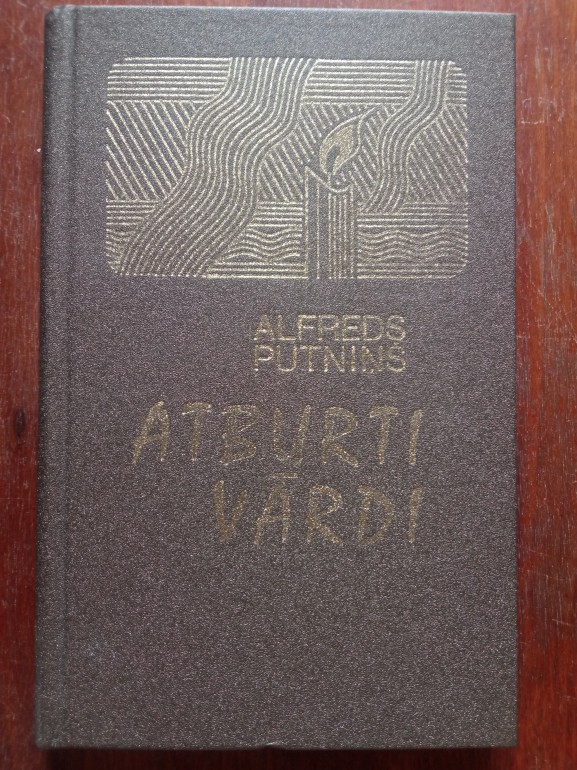 ALFREDS
PUTNIŅŠ
ATBURTI
VĀRDI